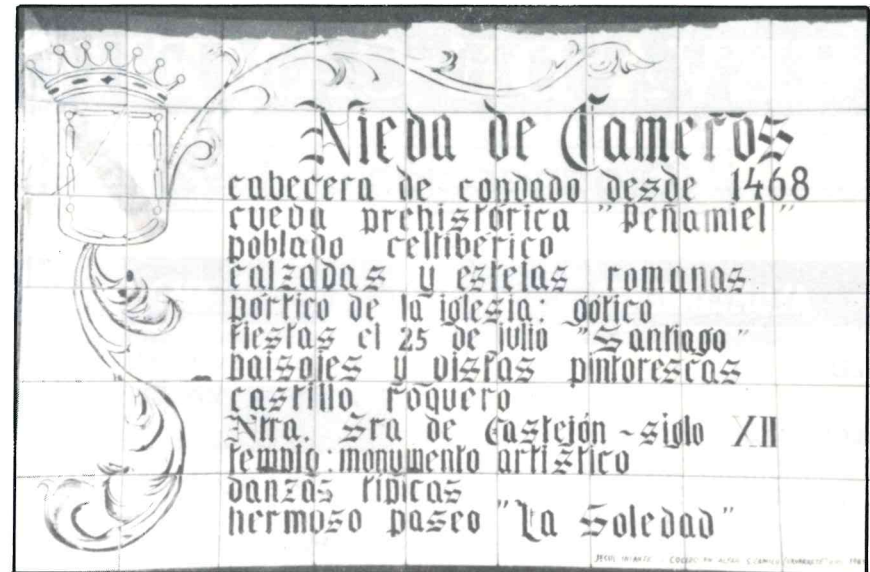 Nieva de Cameros
cabecera de condado desde 1468
cueva prehistórica "Peñamiel"
poblado celtibérico
calzadas y estelas romanas
pórtico de la iglesia: gótico
fiestas el 25 de julio "Santiago"
paisajes y vistas pintorescas
castillo roquero
Ntra. Sra de Castejón ~ siglo XII
templo: monumento artístico
danzas típicas
hermoso paseo "La Soledad"